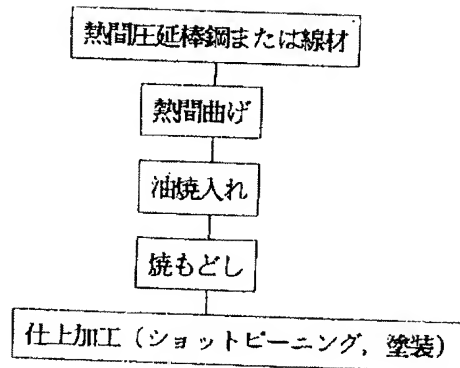 熱間圧延棒鋼または線材
熱間曲げ
油焼入れ
焼もどし
仕上加工（ショットピーニング，塗装）